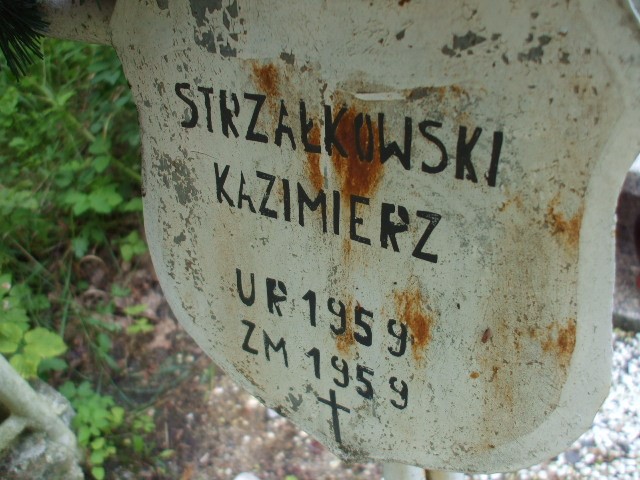 STRZAŁKOWSKI
KAZIMIERZ
UR 1959
ZM 1959